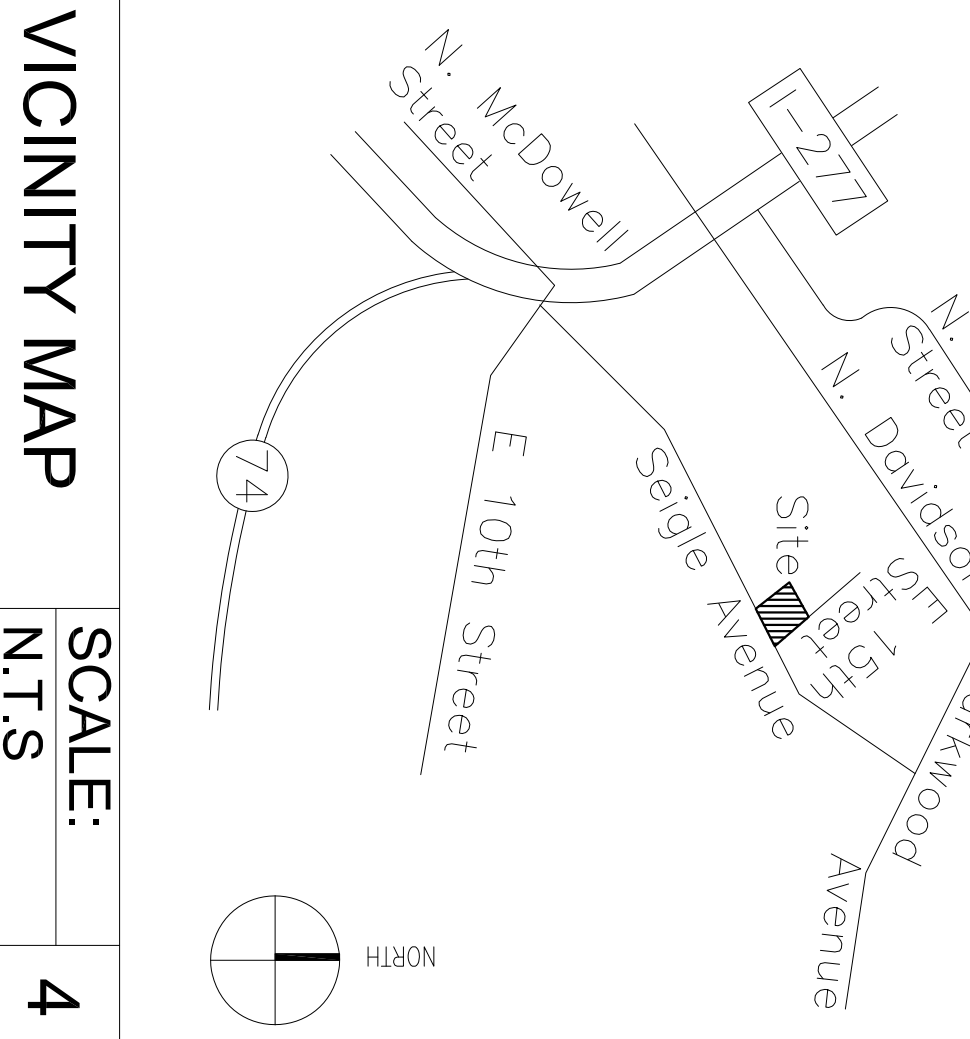 N. McDowell
Street
I-277
N.
Street
N. Davidson
Seigle Avenue
Site
E 15th
Street
E 10th Street
74
Avenue
NORTH
VICINITY MAP
SCALE:
N.T.S
4